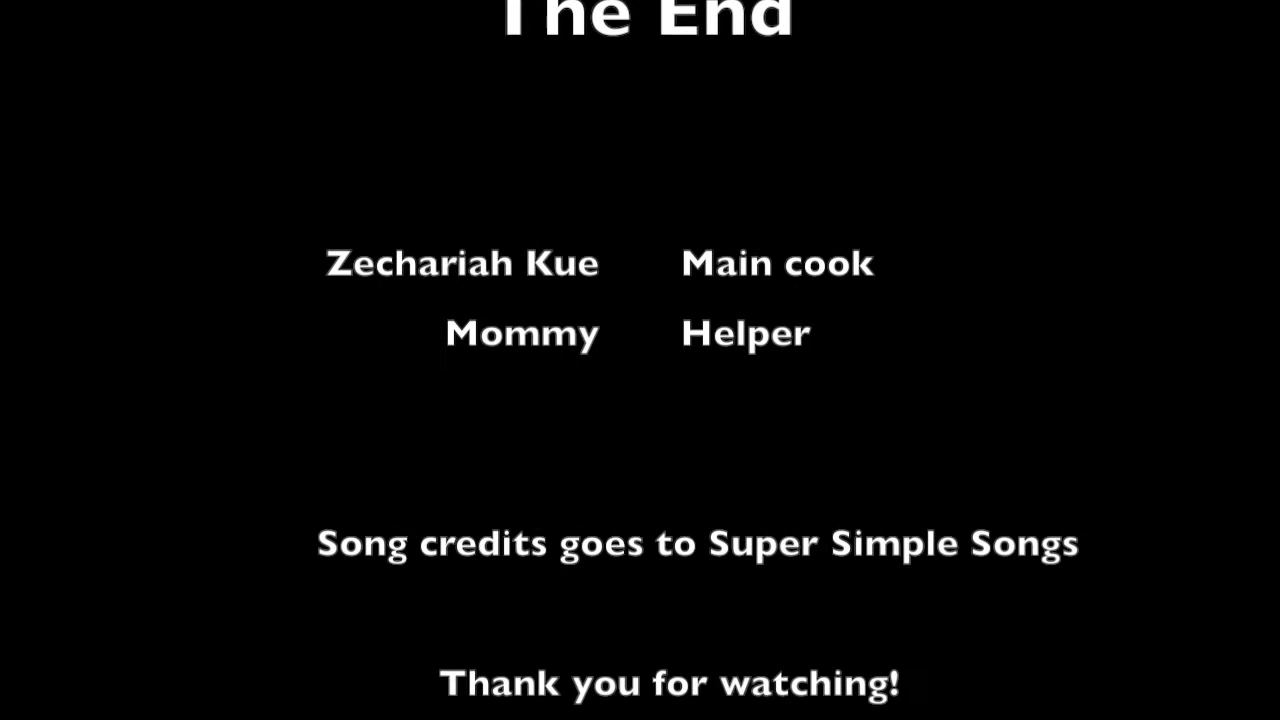 The End
Zechariah Kue Main cook
Mommy Helper
Song credits goes to Super Simple Songs
Thank you for watching!